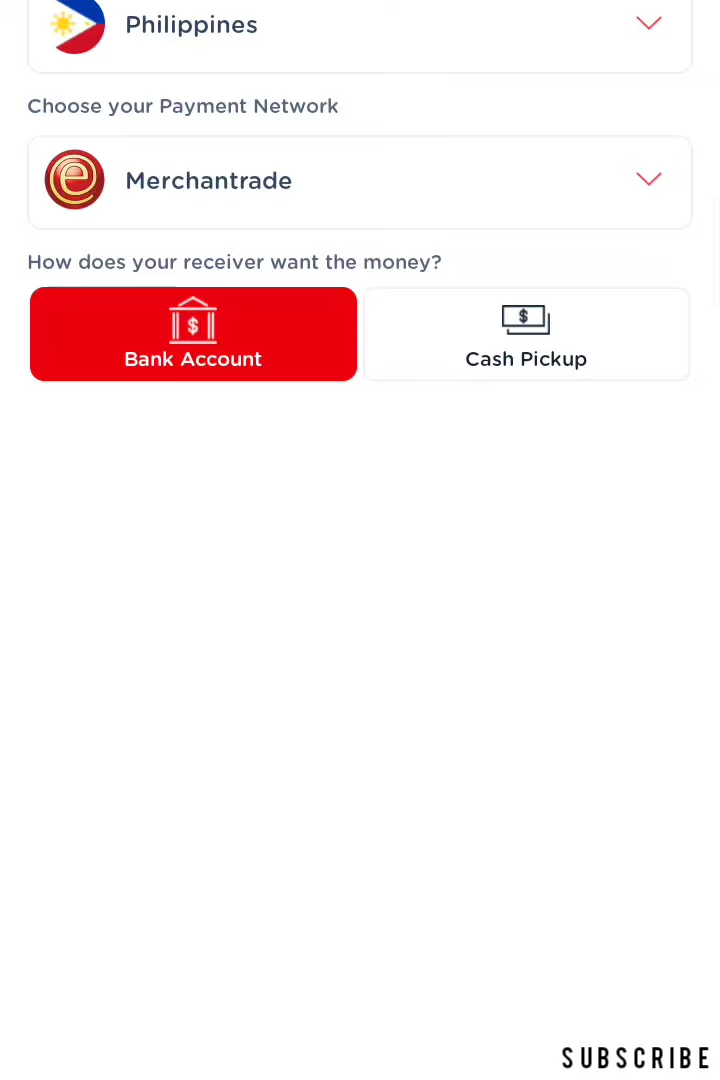 Philippines
Choose your Payment Network
Merchantrade
How does your receiver want the money?
Bank Account
Cash Pickup
SUBSCRIBE